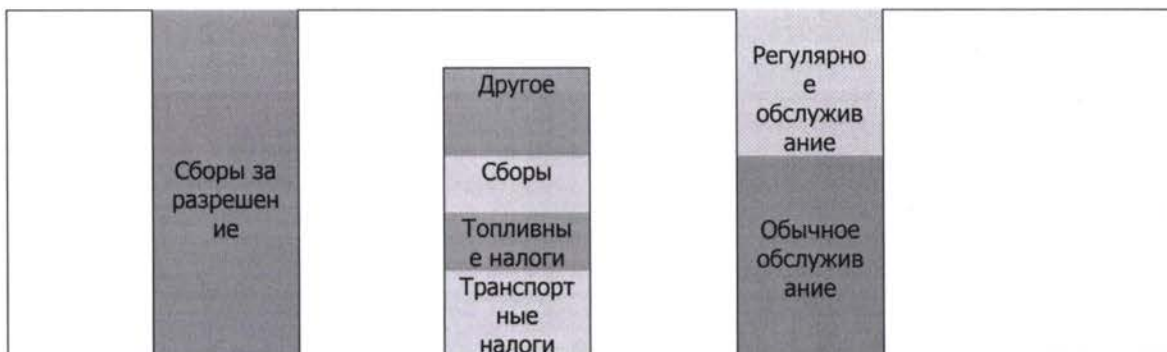 Сборы за
разрешен
ие
Другое
Сборы
Топливны
е налоги
Транспорт
ные
налоги
Регулярно
е
обслужив
ание
Обычное
обслужив
ание